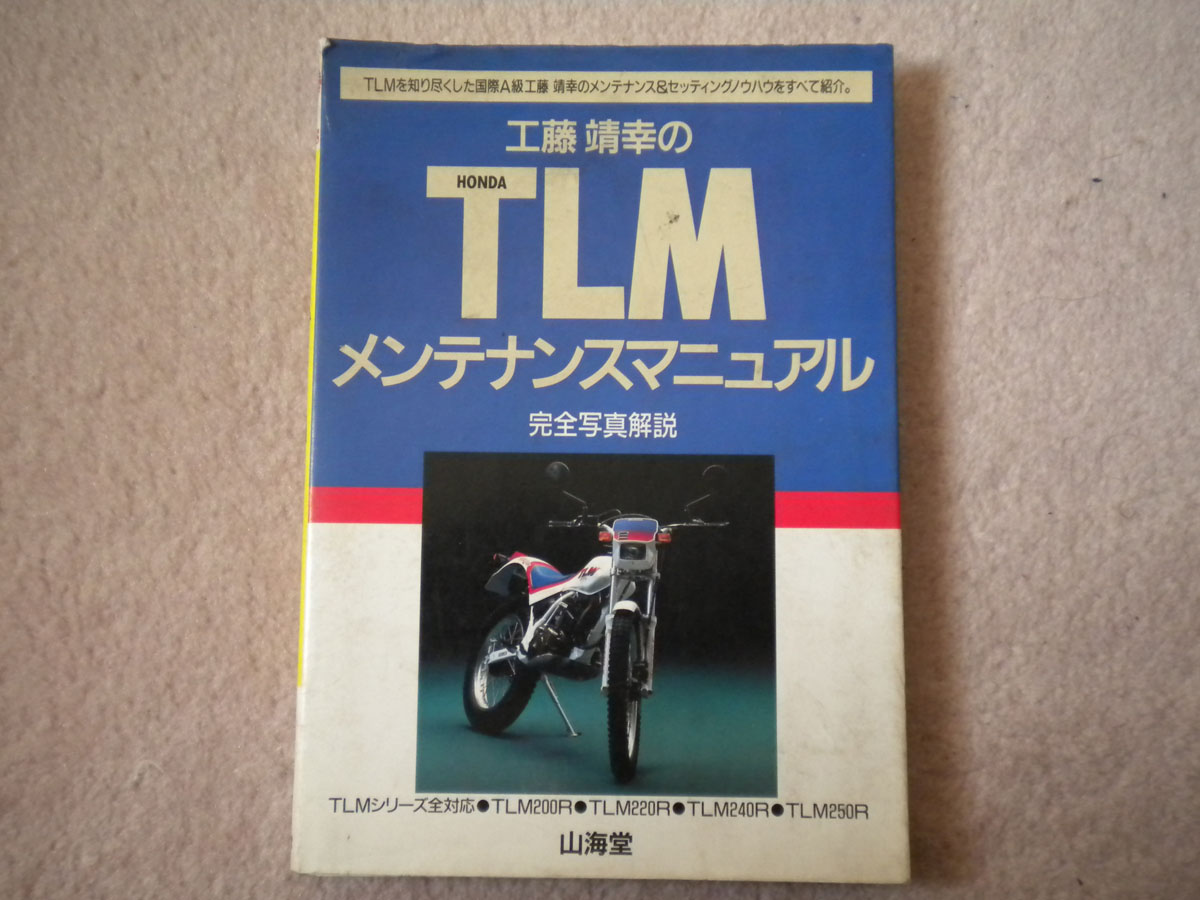 TLMを知り尽くした国際A級工藤 靖幸のメンテナンス&セッティングノウハウをすべて紹介。
工藤 靖幸の
HONDA
TLM
メンテナンスマニュアル
完全写真解説
TLM
TLMシリーズ全対応●TLM200R●TLM220R●TLM240R●TLM250R
山海堂